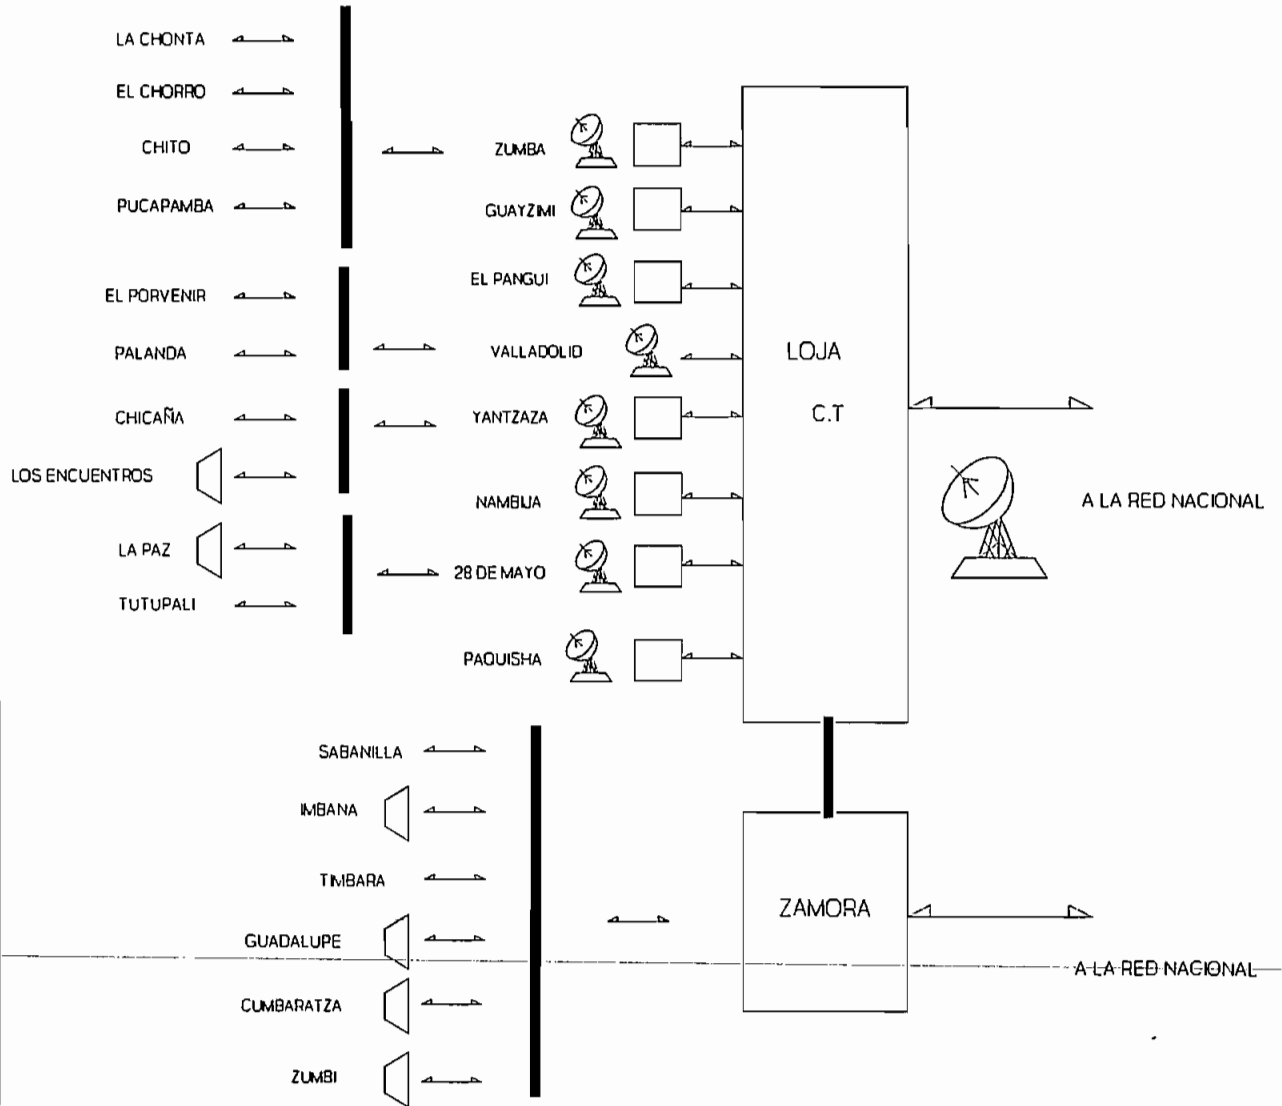 LA CHONTA
EL CHORRO
CHITO
PUCAPAMBA
EL PORVENIR
PALANDA
CHICAÑA
LOS ENCUENTROS
LA PAZ
TUTUPALI
ZUMBA
GUAYZIMI
EL PANGUI
VALLADOLID
YANTZAZA
NAMBIJA
28 DE MAYO
PAQUISHA
LOJA
C.T
A LA RED NACIONAL
SABANILLA
IMBANA
TIMBARA
GUADALUPE
CUMBARATZA
ZUMBI
ZAMORA
A LA RED NACIONAL